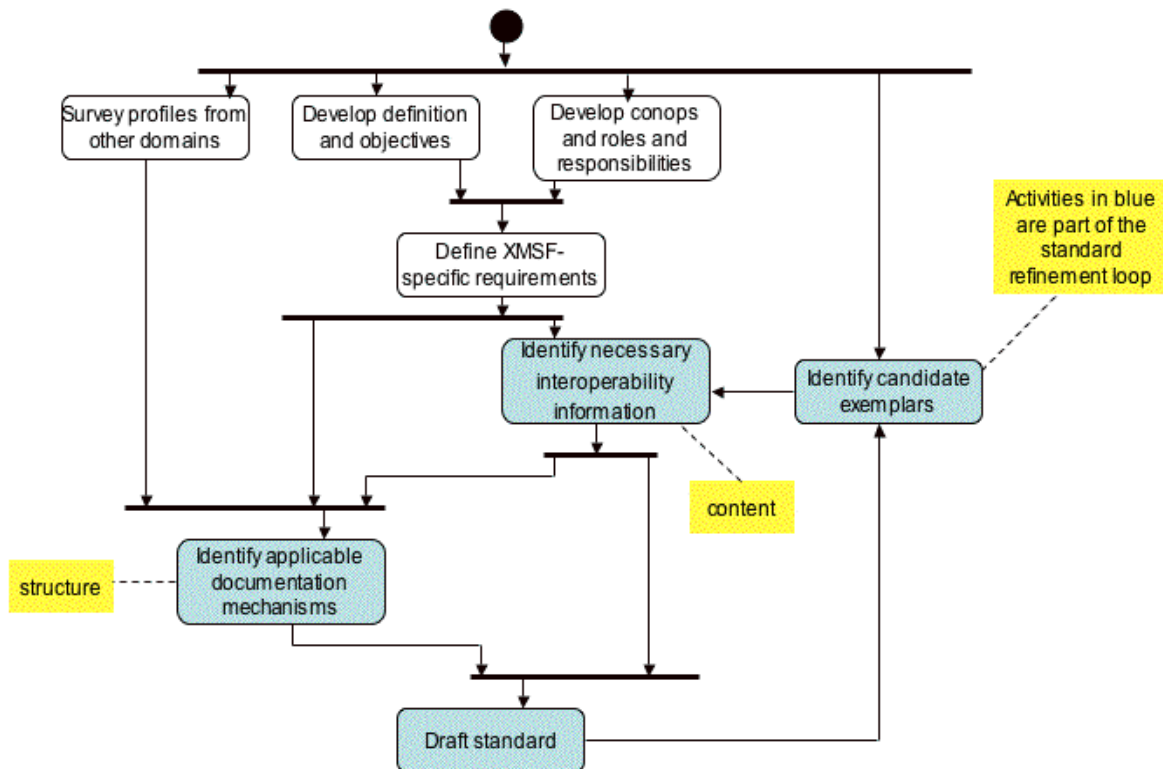 Survey profiles from
other domains
Develop definition
and objectives
Develop conops
and roles and
responsibilities
Activities in blue
are part of the
standard
refinement loop
Define XMSF-
specific requirements
Identify necessary
interoperability
information
Identify candidate
exemplars
content
Identify applicable
documentation
mechanisms
structure
Draft standard